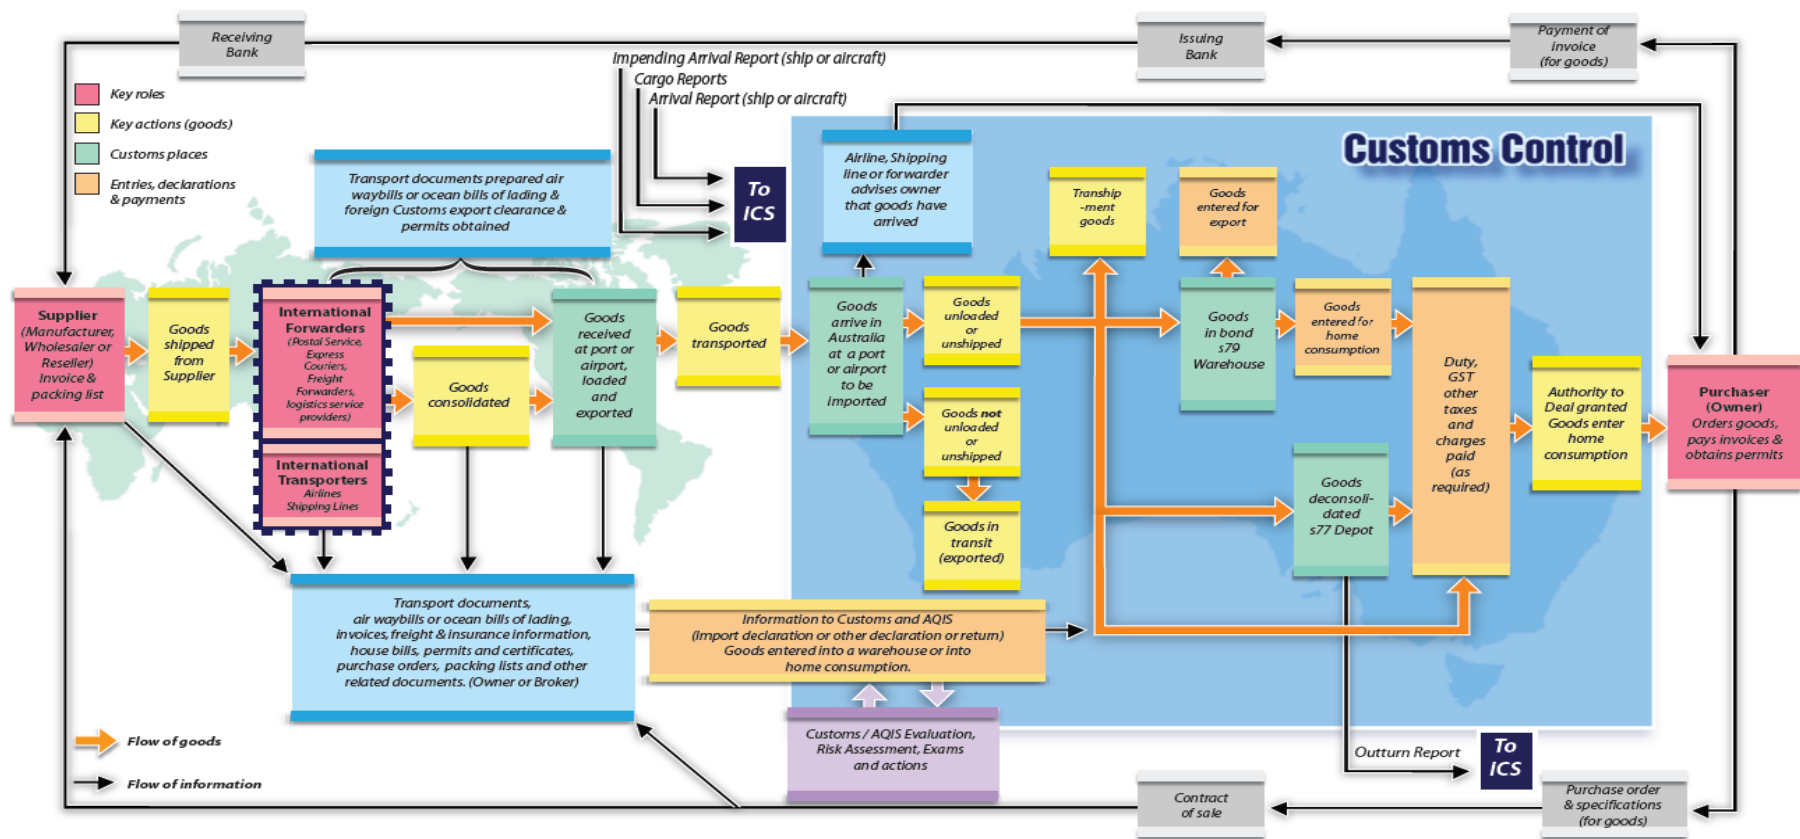 Receiving
Bank
Issuing
Bank
Payment of
invoice
(for goods)
Impending Arrival Report (ship or aircraft)
Cargo Reports
Arrival Report (ship or aircraft)
Key roles
Key actions (goods)
Customs places
Entries, declarations
& payments
Transport documents prepared air
waybills or ocean bills of lading &
foreign Customs export clearance &
permits obtained
To
ICS
Customs Control
Airline, Shipping
line or forwarder
advises owner
that goods have
arrived
Tranship
-ment
goods
Goods
entered for
export
Supplier
(Manufacturer,
Wholesaler or
Reseller)
Invoice &
packing list
Goods
shipped
from
Supplier
International
Forwarders
(Postal Service,
Express
Couriers,
Freight
Forwarders,
logistics service
providers)
International
Transporters
Airlines
Shipping Lines
Goods
consolidated
Goods
received
at port or
airport,
loaded
and
exported
Goods
transported
Goods
arrive in
Australia
at a port
or airport
to be
imported
Goods
unloaded
or
unshipped
Goods not
unloaded
or
unshipped
Goods in
transit
(exported)
Goods
in bond
s79
Warehouse
Goods
entered for
home
consumption
Goods
deconsoli-
dated
s77 Depot
Duty,
GST
other
taxes
and
charges
paid
(as
required)
Authority to
Deal granted
Goods enter
home
consumption
Purchaser
(Owner)
Orders goods,
pays invoices &
obtains permits
Transport documents,
air waybills or ocean bills of lading,
invoices, freight & insurance information,
house bills, permits and certificates,
purchase orders, packing lists and other
related documents. (Owner or Broker)
Information to Customs and AQIS
(Import declaration or other declaration or return)
Goods entered into a warehouse or into
home consumption.
Customs / AQIS Evaluation,
Risk Assessment, Exams
and actions
Flow of goods
Flow of information
Outturn Report
To
ICS
Contract
of sale
Purchase order
& specifications
(for goods)